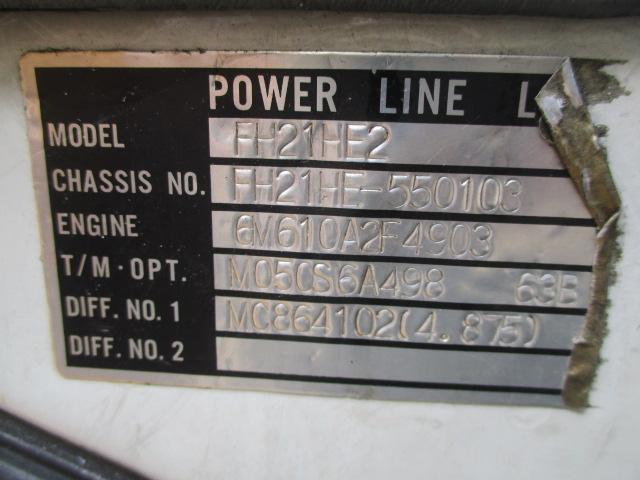 POWER LINE L
MODEL FH21HE2
CHASSIS NO. FH21HE-550103
ENGINE 6M610A2F4903
T/M·OPT. M050S6A498 63B
DIFF. NO. 1 MC864102(4.875)
DIFF. NO. 2